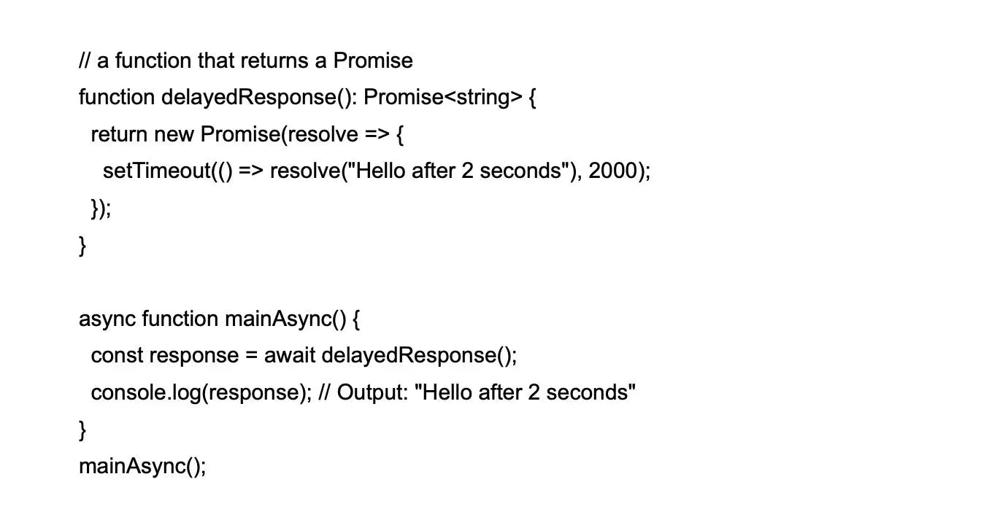 // a function that returns a Promise
function delayedResponse(): Promise<string> {
  return new Promise(resolve => {
    setTimeout(() => resolve("Hello after 2 seconds"), 2000);
  });
}

async function mainAsync() {
  const response = await delayedResponse();
  console.log(response); // Output: "Hello after 2 seconds"
}
mainAsync();